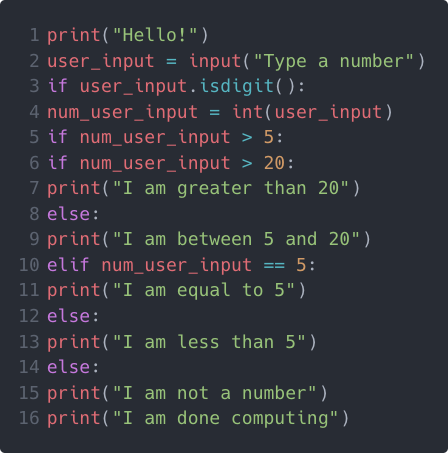 1 print("Hello!")
2 user_input = input("Type a number")
3 if user_input.isdigit():
4 num_user_input = int(user_input)
5 if num_user_input > 5:
6 if num_user_input > 20:
7 print("I am greater than 20")
8 else:
9 print("I am between 5 and 20")
10 elif num_user_input == 5:
11 print("I am equal to 5")
12 else:
13 print("I am less than 5")
14 else:
15 print("I am not a number")
16 print("I am done computing")